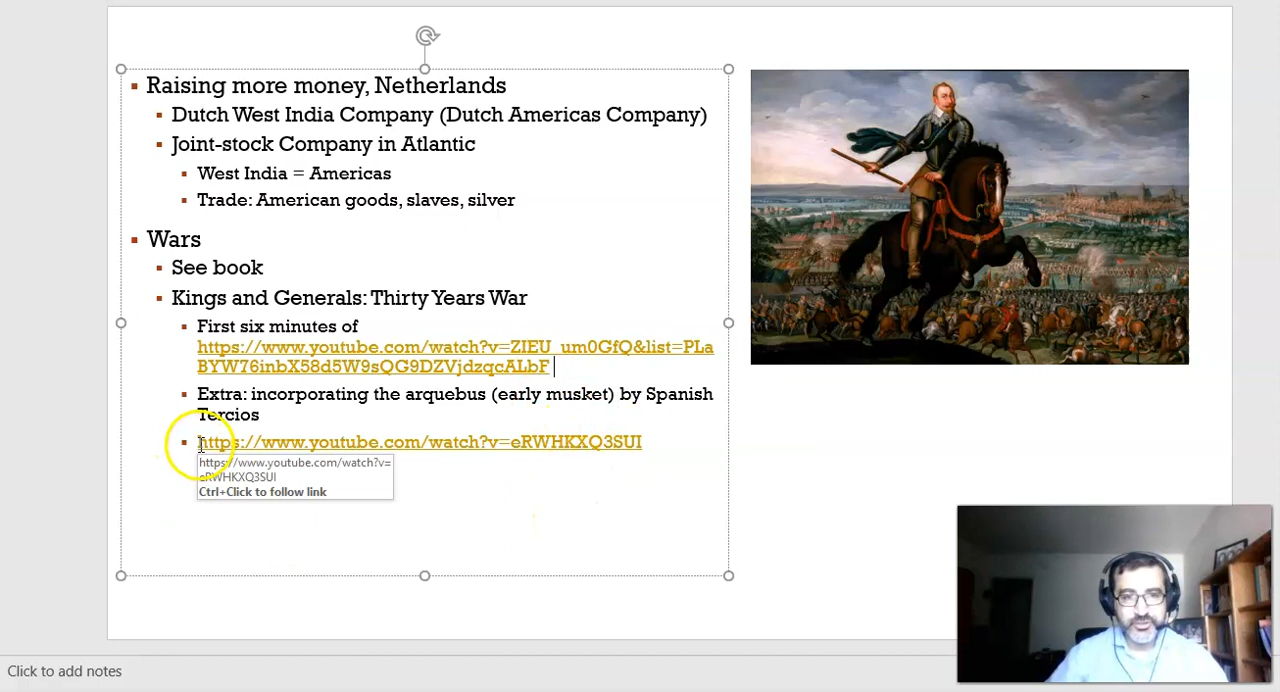 Raising more money, Netherlands
Dutch West India Company (Dutch Americas Company)
Joint-stock Company in Atlantic
West India = Americas
Trade: American goods, slaves, silver
Wars
See book
Kings and Generals: Thirty Years War
First six minutes of
https://www.youtube.com/watch?v=ZIEU_um0GfQ&list=PLa
BYW76inbX58d5W9sQG9DZVjdzqcALbF
Extra: incorporating the arquebus (early musket) by Spanish
Tercios
https://www.youtube.com/watch?v=eRWHKXQ3SUI
https://www.youtube.com/watch?v=
eRWHKXQ3SUI
Ctrl+Click to follow link
Click to add notes